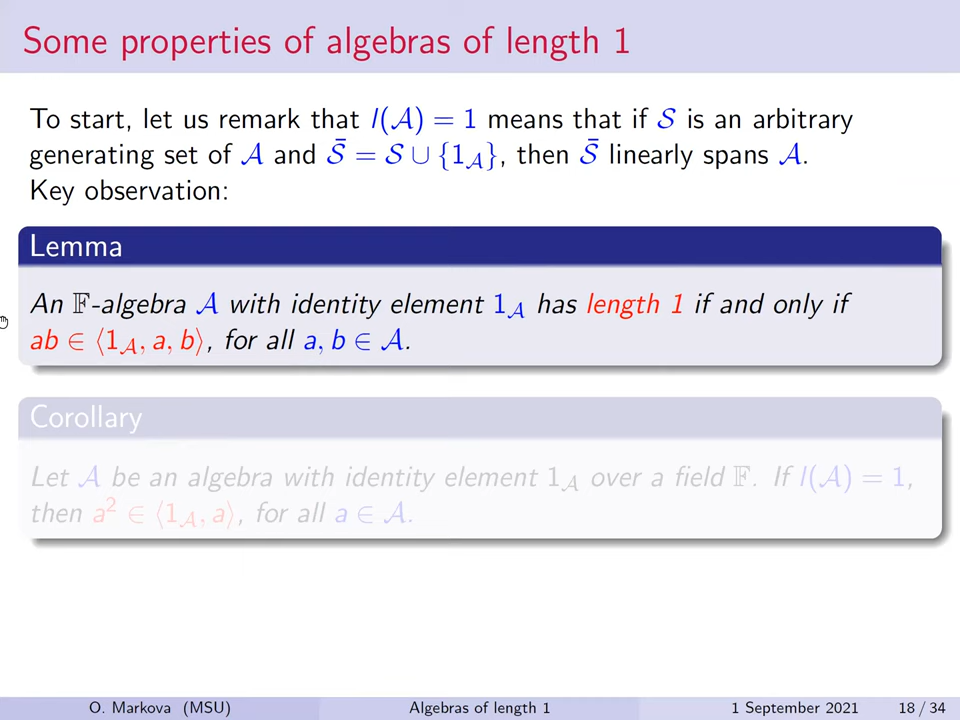 Some properties of algebras of length 1
To start, let us remark that l(𝒜) = 1 means that if 𝒮 is an arbitrary
generating set of 𝒜 and 𝒮̄ = 𝒮 ∪ {1_𝒜}, then 𝒮̄ linearly spans 𝒜.
Key observation:
Lemma
An 𝔽-algebra 𝒜 with identity element 1_𝒜 has length 1 if and only if
ab ∈ ⟨1_𝒜, a, b⟩, for all a, b ∈ 𝒜.
Corollary
Let 𝒜 be an algebra with identity element 1_𝒜 over a field 𝔽. If l(𝒜) = 1,
then a² ∈ ⟨1_𝒜, a⟩, for all a ∈ 𝒜.
O. Markova (MSU) Algebras of length 1 1 September 2021 18 / 34